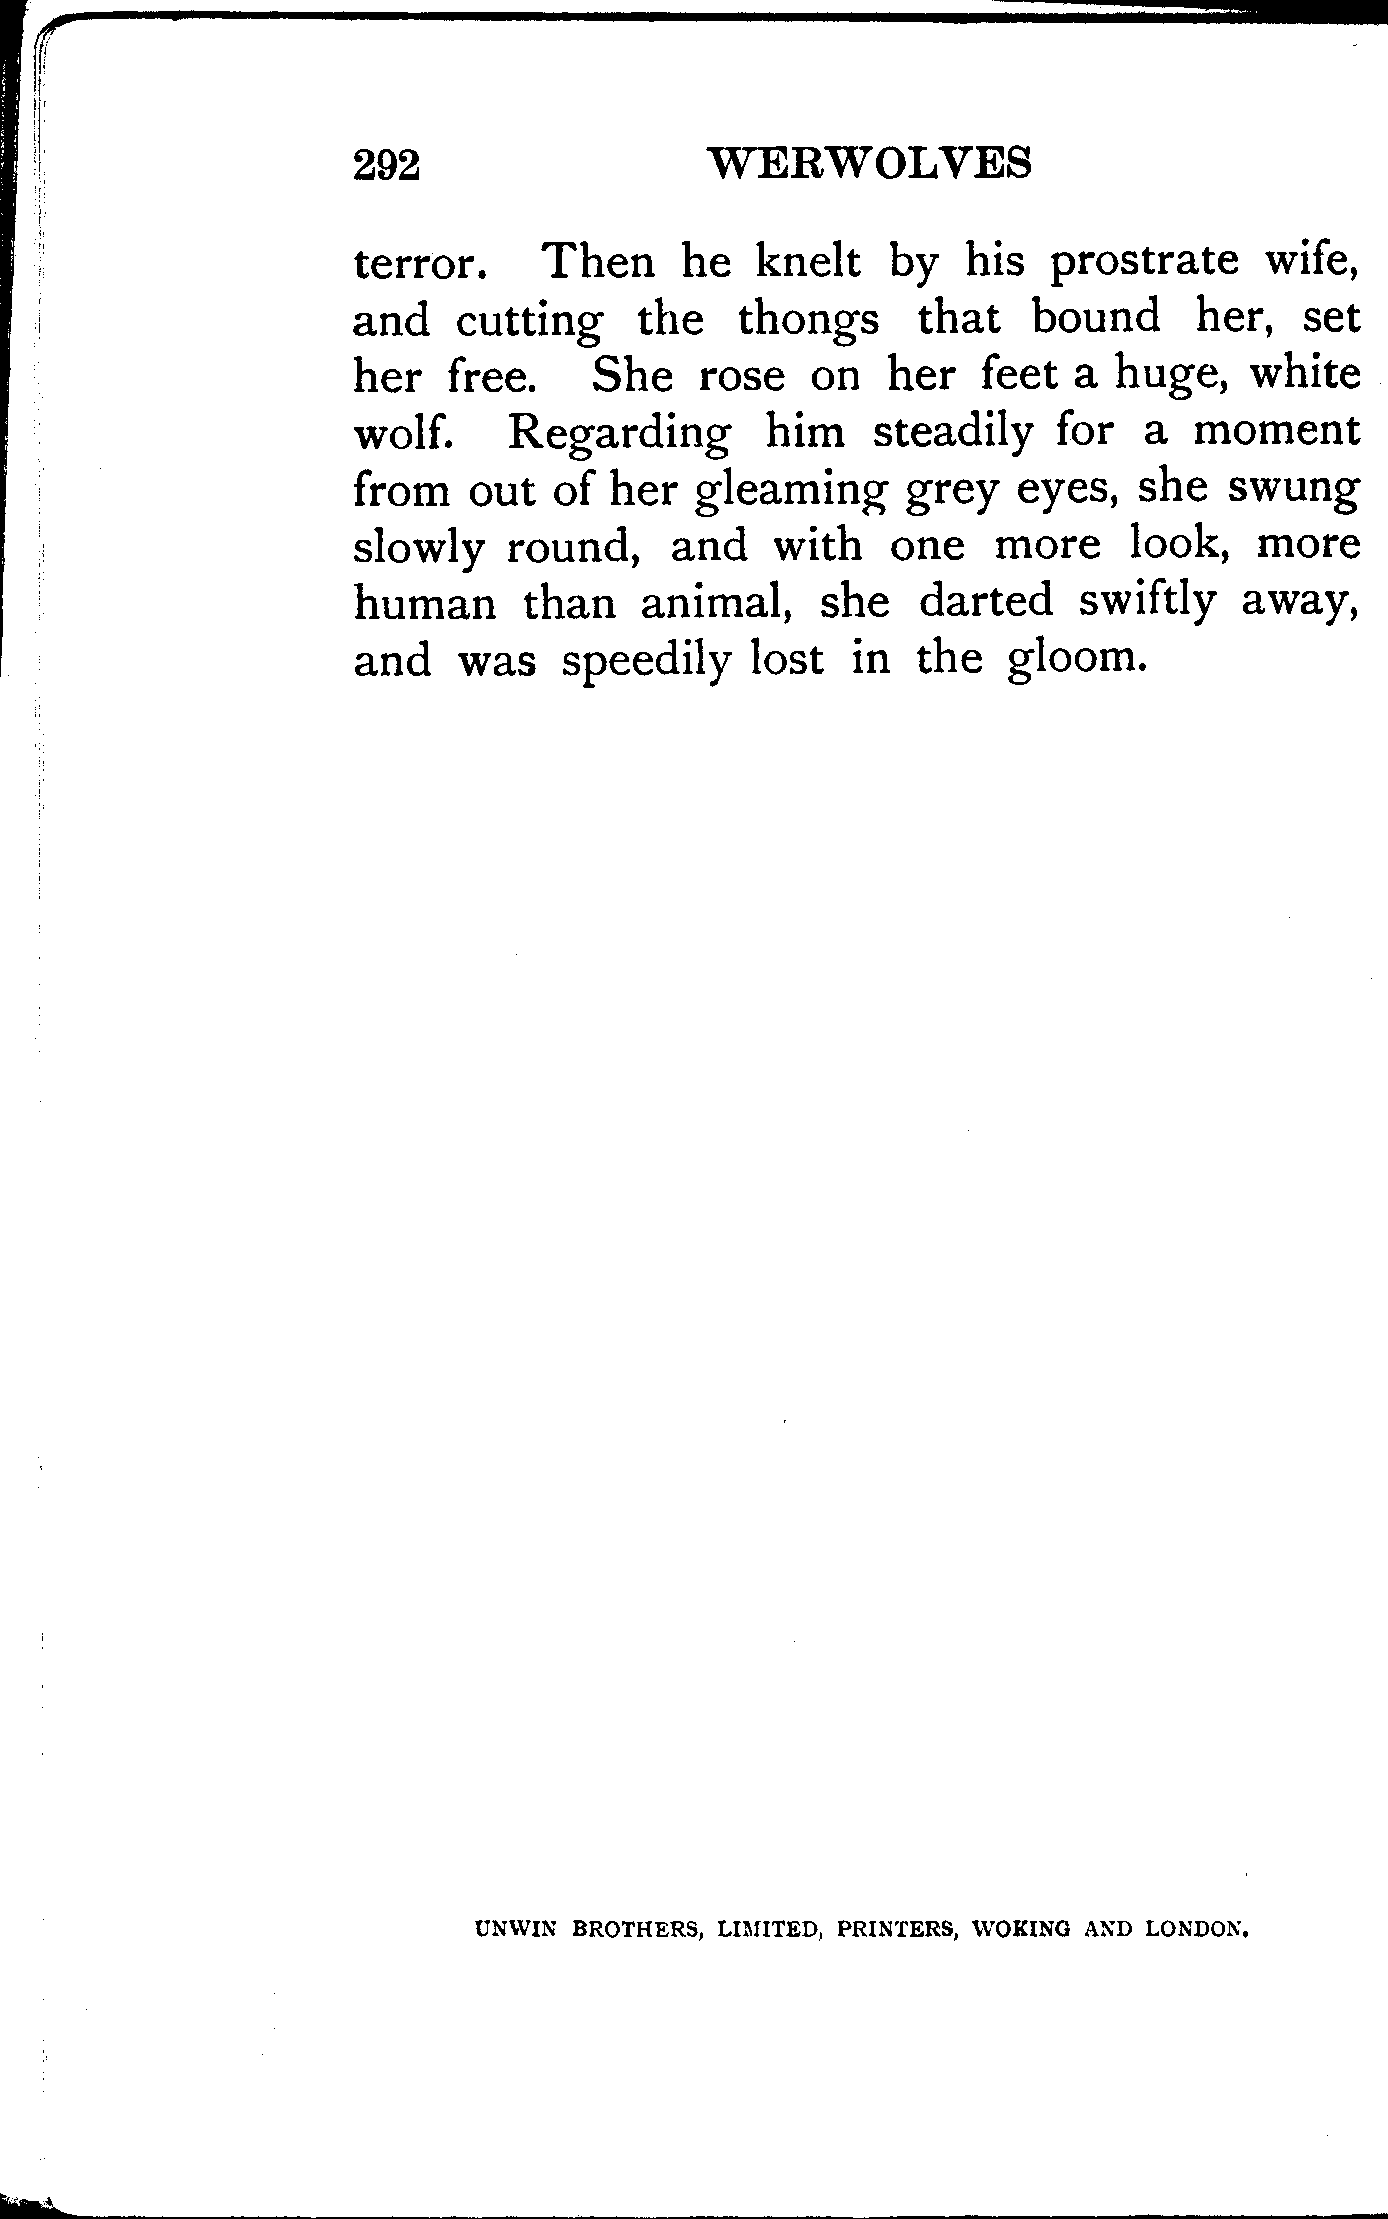 292 WERWOLVES
terror. Then he knelt by his prostrate wife,
and cutting the thongs that bound her, set
her free. She rose on her feet a huge, white
wolf. Regarding him steadily for a moment
from out of her gleaming grey eyes, she swung
slowly round, and with one more look, more
human than animal, she darted swiftly away,
and was speedily lost in the gloom.
UNWIN BROTHERS, LIMITED, PRINTERS, WOKING AND LONDON.